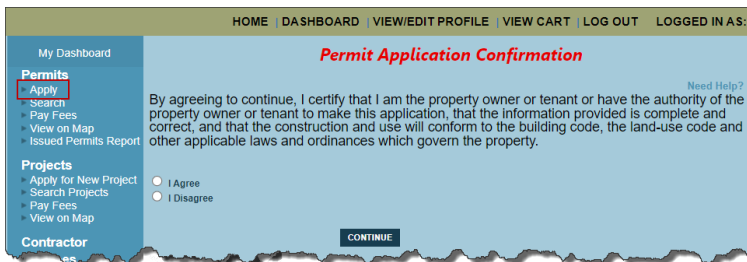 HOME | DASHBOARD | VIEW/EDIT PROFILE | VIEW CART | LOG OUT LOGGED IN AS:
My Dashboard
Permits
Apply
Search
Pay Fees
View on Map
Issued Permits Report
Projects
Apply for New Project
Search Projects
Pay Fees
View on Map
Contractor
Permit Application Confirmation
Need Help?
By agreeing to continue, I certify that I am the property owner or tenant or have the authority of the
property owner or tenant to make this application, that the information provided is complete and
correct, and that the construction and use will conform to the building code, the land-use code and
other applicable laws and ordinances which govern the property.
I Agree
I Disagree
CONTINUE